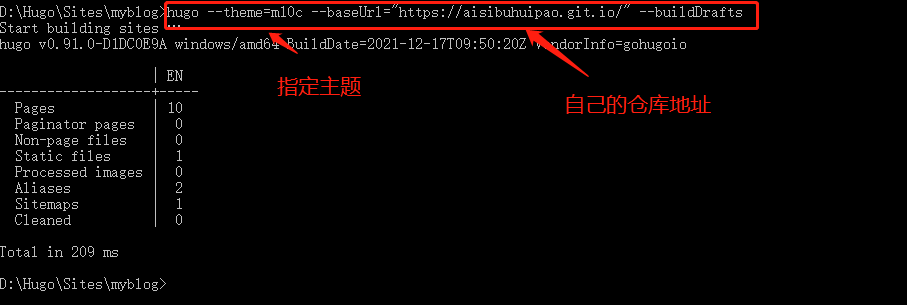 D:\Hugo\Sites\myblog>hugo --theme=m10c --baseUrl="https://aisibuhuipao.git.io/" --buildDrafts
Start building sites …
hugo v0.91.0-D1DC0E9A windows/amd64 BuildDate=2021-12-17T09:50:20Z VendorInfo=gohugoio
指定主题
自己的仓库地址
| EN
-------------------+-----
Pages | 10
Paginator pages | 0
Non-page files | 0
Static files | 1
Processed images | 0
Aliases | 2
Sitemaps | 1
Cleaned | 0
Total in 209 ms
D:\Hugo\Sites\myblog>